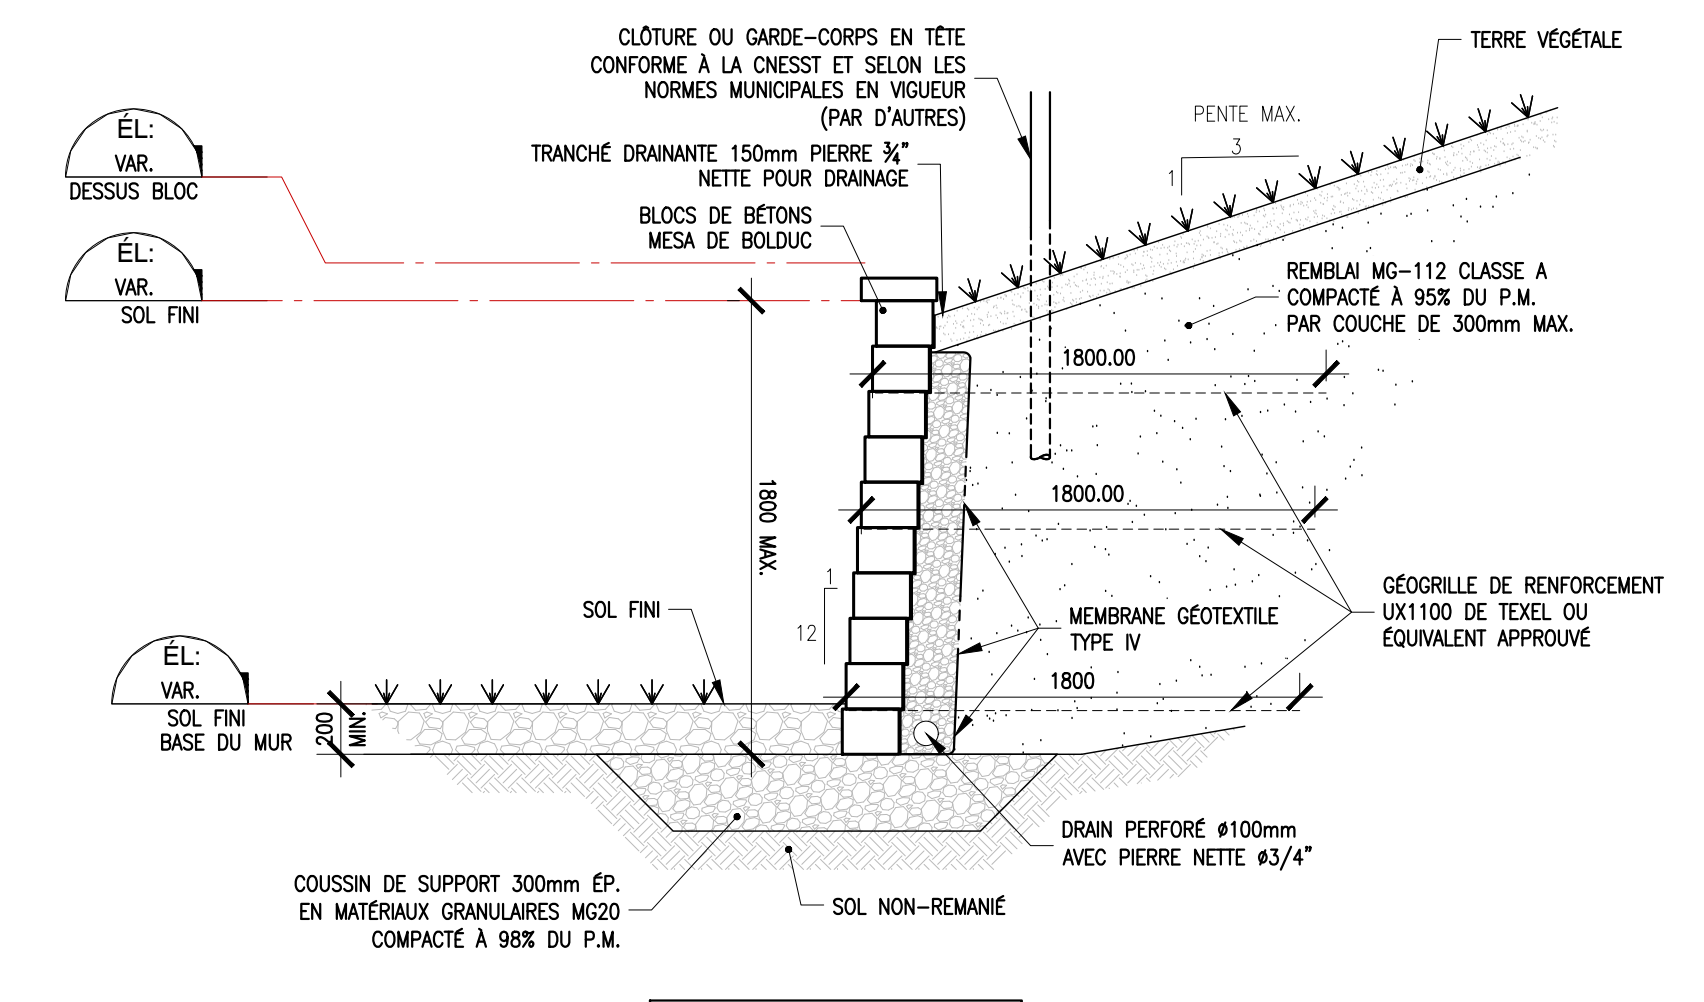 CLÔTURE OU GARDE-CORPS EN TÊTE
CONFORME À LA CNESST ET SELON LES
NORMES MUNICIPALES EN VIGUEUR
(PAR D'AUTRES)
TERRE VÉGÉTALE
PENTE MAX.
3
1
ÉL:
VAR.
DESSUS BLOC
TRANCHÉ DRAINANTE 150mm PIERRE ¾"
NETTE POUR DRAINAGE
BLOCS DE BÉTONS
MESA DE BOLDUC
ÉL:
VAR.
SOL FINI
REMBLAI MG-112 CLASSE A
COMPACTÉ À 95% DU P.M.
PAR COUCHE DE 300mm MAX.
1800.00
1800 MAX.
1800.00
1
12
SOL FINI
MEMBRANE GÉOTEXTILE
TYPE IV
GÉOGRILLE DE RENFORCEMENT
UX1100 DE TEXEL OU
ÉQUIVALENT APPROUVÉ
ÉL:
VAR.
SOL FINI
BASE DU MUR
200
MIN.
1800
DRAIN PERFORÉ ø100mm
AVEC PIERRE NETTE ø3/4"
COUSSIN DE SUPPORT 300mm ÉP.
EN MATÉRIAUX GRANULAIRES MG20
COMPACTÉ À 98% DU P.M.
SOL NON-REMANIÉ